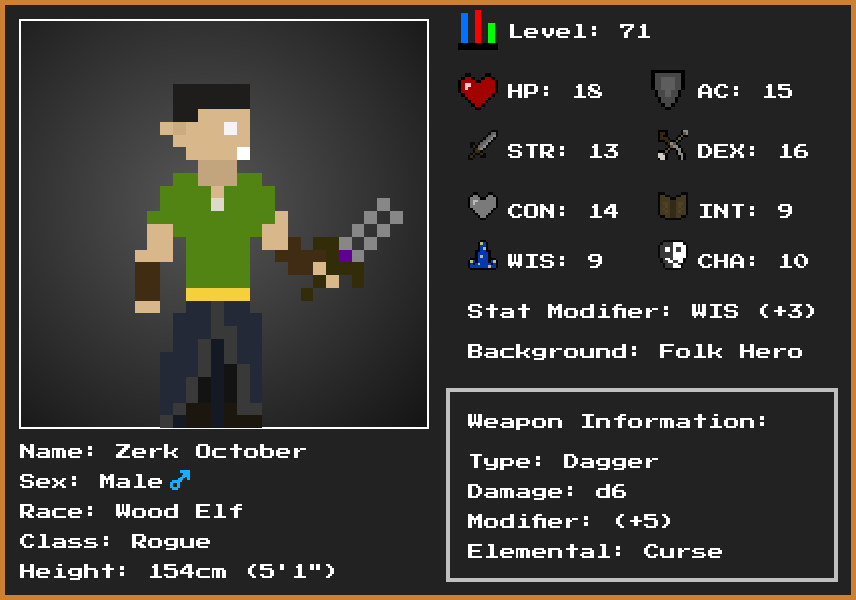 Level: 71
HP: 18
AC: 15
STR: 13
DEX: 16
CON: 14
INT: 9
WIS: 9
CHA: 10
Stat Modifier: WIS (+3)
Background: Folk Hero
Weapon Information:
Type: Dagger
Damage: d6
Modifier: (+5)
Elemental: Curse
Name: Zerk October
Sex: Male♂
Race: Wood Elf
Class: Rogue
Height: 154cm (5'1")